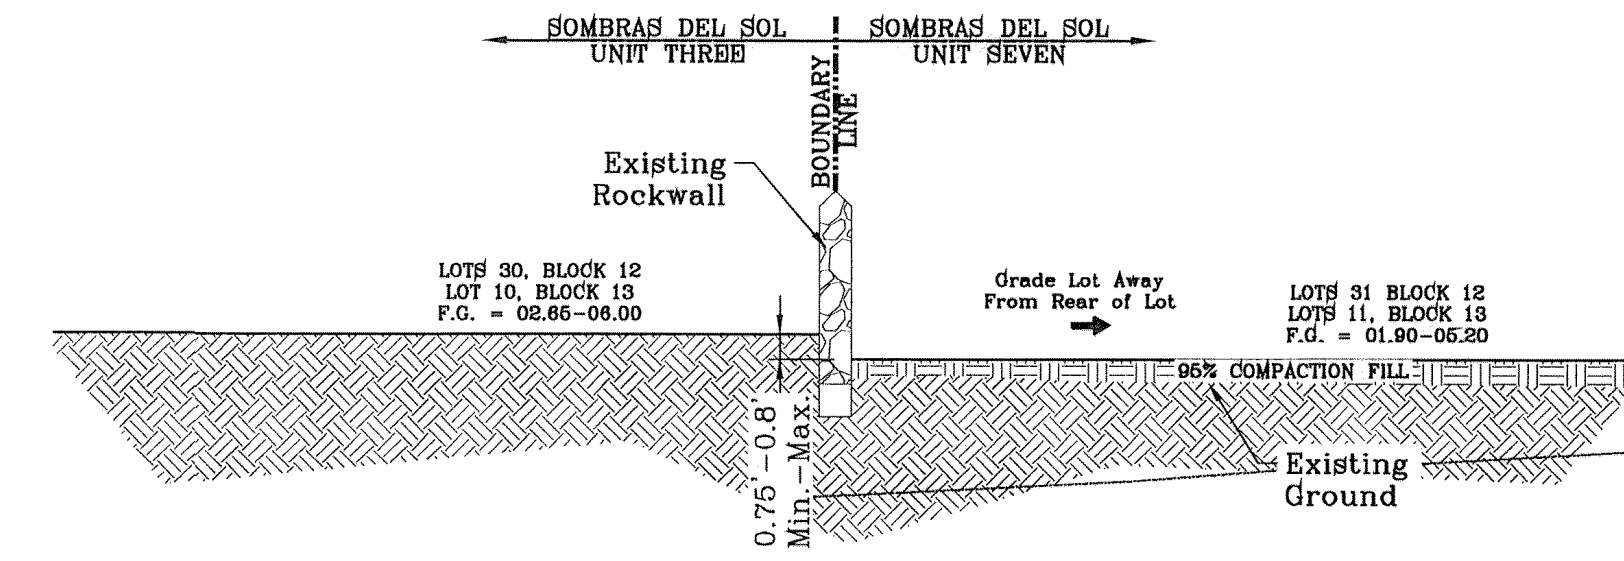 SOMBRAS DEL SOL
UNIT THREE
SOMBRAS DEL SOL
UNIT SEVEN
BOUNDARY
LINE
Existing
Rockwall
LOTS 30, BLOCK 12
LOT 10, BLOCK 13
F.G. = 02.65-06.00
Grade Lot Away
From Rear of Lot
LOTS 31 BLOCK 12
LOTS 11, BLOCK 13
F.G. = 01.90-05.20
95% COMPACTION FILL
0.75'-0.8'
Min.-Max.
Existing
Ground